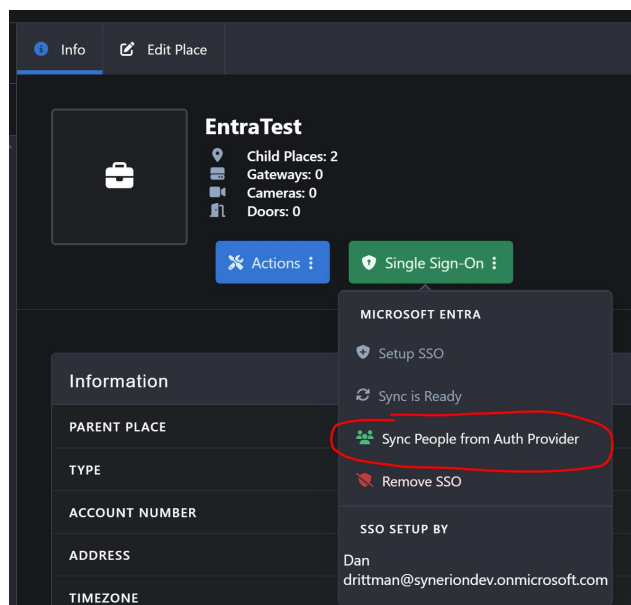 Info
Edit Place
EntraTest
Child Places: 2
Gateways: 0
Cameras: 0
Doors: 0
Actions
Single Sign-On
MICROSOFT ENTRA
Setup SSO
Sync is Ready
Sync People from Auth Provider
Remove SSO
SSO SETUP BY
Dan
drittman@syneriondev.onmicrosoft.com
Information
PARENT PLACE
TYPE
ACCOUNT NUMBER
ADDRESS
TIMEZONE